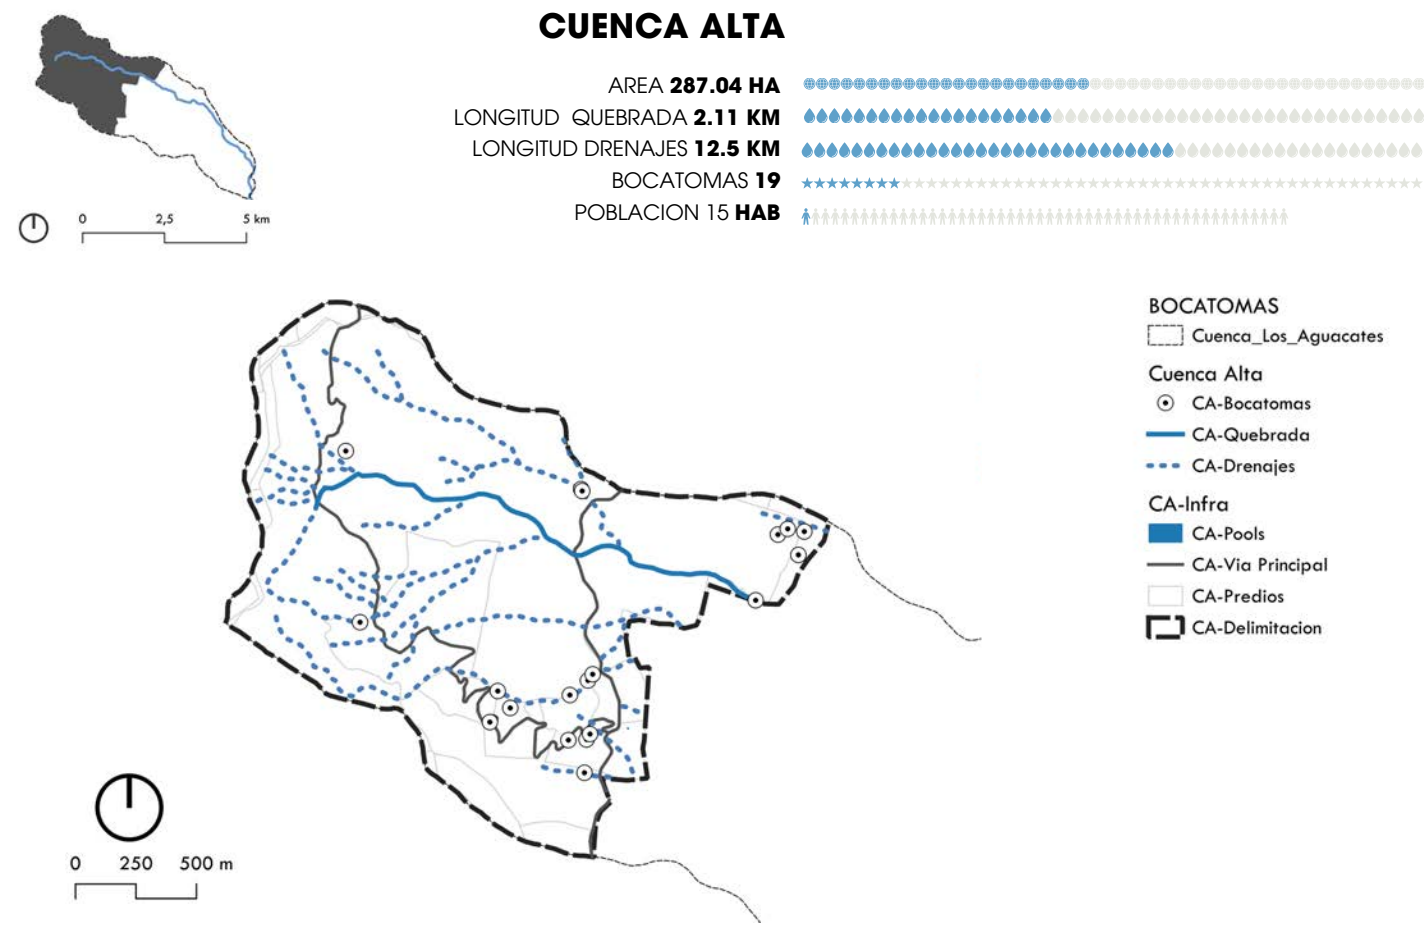 CUENCA ALTA
AREA 287.04 HA
LONGITUD QUEBRADA 2.11 KM
LONGITUD DRENAJES 12.5 KM
BOCATOMAS 19
POBLACION 15 HAB
0 2,5 5 km
BOCATOMAS
Cuenca_Los_Aguacates
Cuenca Alta
CA-Bocatomas
CA-Quebrada
CA-Drenajes
CA-Infra
CA-Pools
CA-Via Principal
CA-Predios
CA-Delimitacion
0 250 500 m